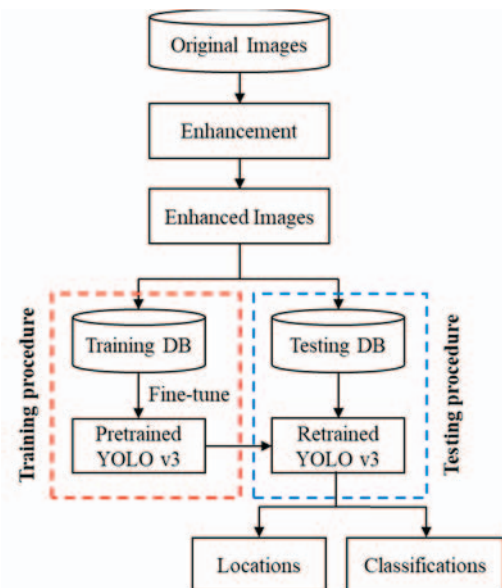 Original Images
Enhancement
Enhanced Images
Training procedure
Training DB
Fine-tune
Pretrained
YOLO v3
Testing DB
Retrained
YOLO v3
Testing procedure
Locations
Classifications